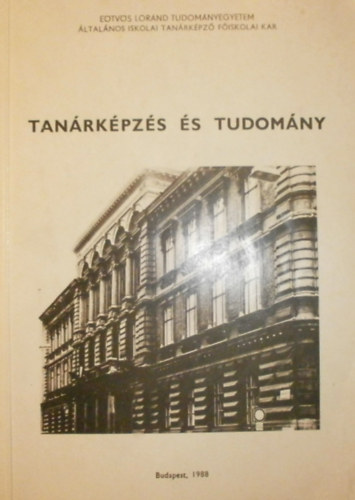 EÖTVÖS LORÁND TUDOMÁNYEGYETEM
ÁLTALÁNOS ISKOLAI TANÁRKÉPZŐ FŐISKOLAI KAR
TANÁRKÉPZÉS ÉS TUDOMÁNY
Budapest, 1988